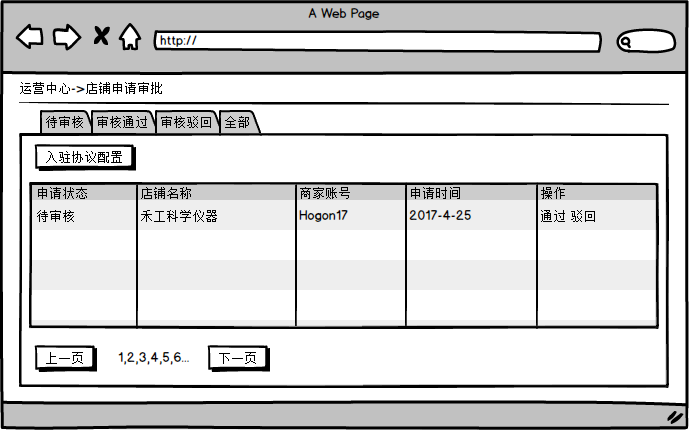 A Web Page
http://
运营中心->店铺申请审批
待审核 审核通过 审核驳回 全部
入驻协议配置
申请状态 店铺名称 商家账号 申请时间 操作
待审核 禾工科学仪器 Hogon17 2017-4-25 通过 驳回
上一页 1,2,3,4,5,6... 下一页